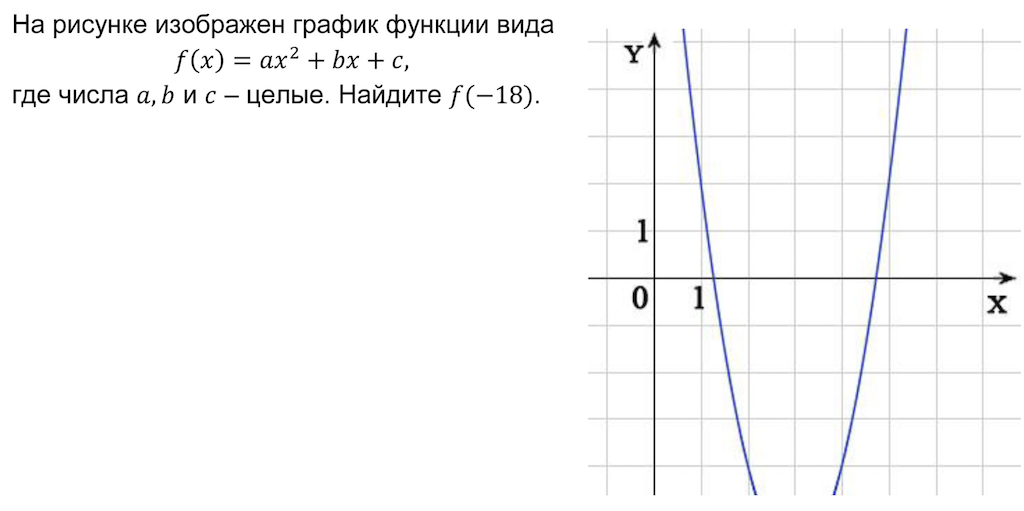 На рисунке изображен график функции вида
f(x) = ax² + bx + c,
где числа a, b и c – целые. Найдите f(−18).
Y
1
0 1
X